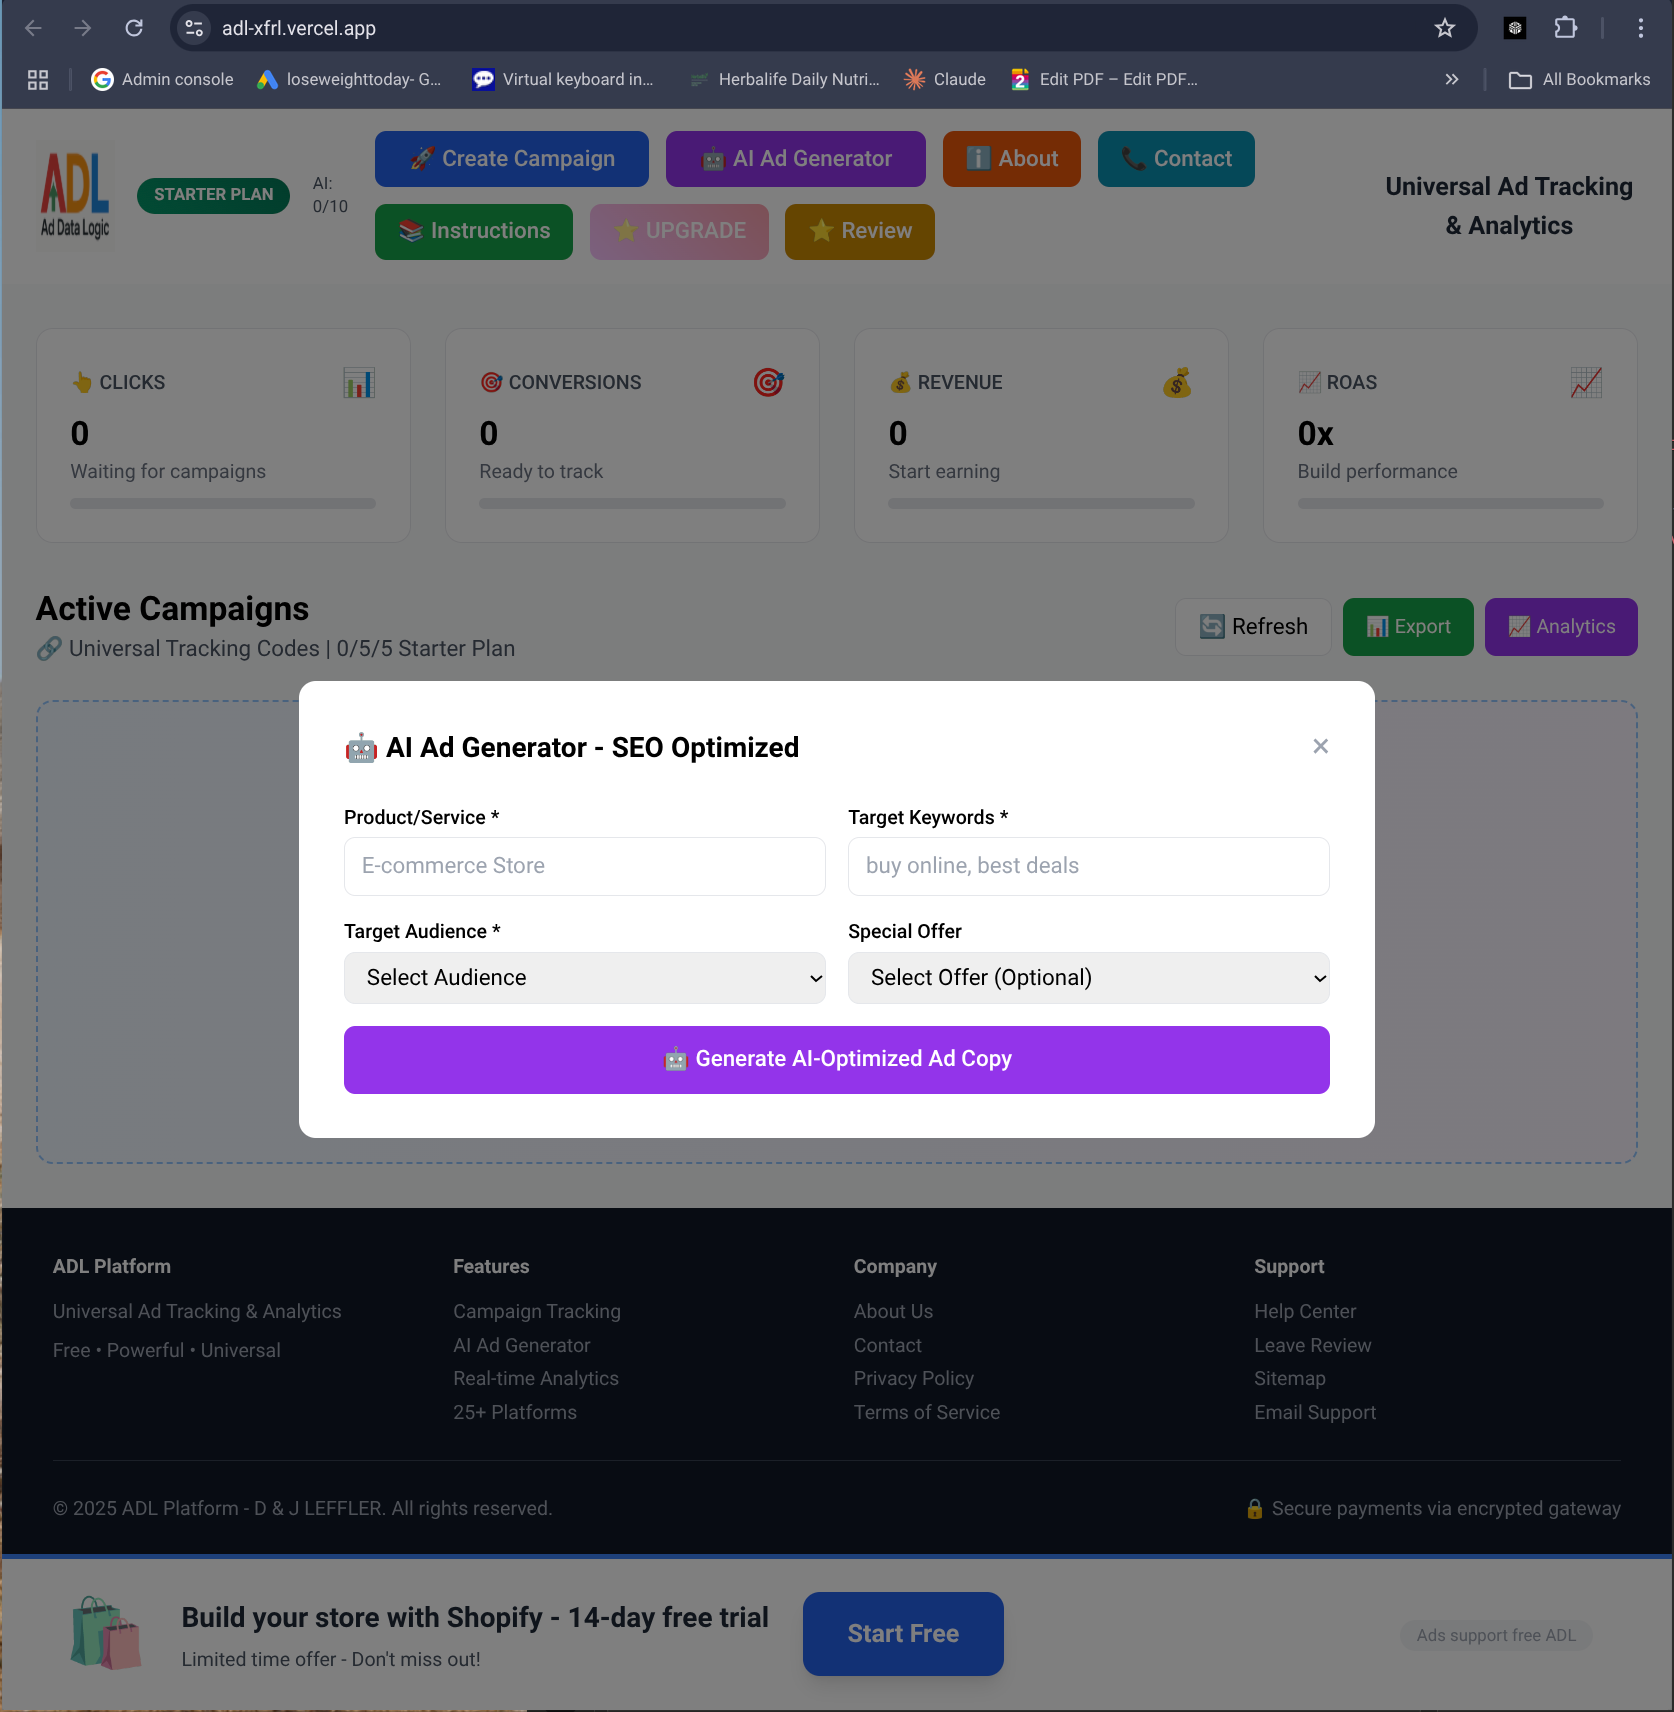 adl-xfrl.vercel.app
Admin console
loseweighttoday- G...
Virtual keyboard in...
Herbalife Daily Nutri...
Claude
Edit PDF – Edit PDF...
All Bookmarks
ADL
Ad Data Logic
STARTER PLAN
AI:
0/10
🚀 Create Campaign
🤖 AI Ad Generator
ℹ️ About
📞 Contact
📚 Instructions
⭐ UPGRADE
⭐ Review
Universal Ad Tracking
& Analytics
👆 CLICKS
0
Waiting for campaigns
🎯 CONVERSIONS
0
Ready to track
💰 REVENUE
0
Start earning
📈 ROAS
0x
Build performance
Active Campaigns
🔗 Universal Tracking Codes | 0/5/5 Starter Plan
🔄 Refresh
📊 Export
📈 Analytics
🤖 AI Ad Generator - SEO Optimized
×
Product/Service *
E-commerce Store
Target Keywords *
buy online, best deals
Target Audience *
Select Audience
Special Offer
Select Offer (Optional)
🤖 Generate AI-Optimized Ad Copy
ADL Platform
Universal Ad Tracking & Analytics
Free • Powerful • Universal
Features
Campaign Tracking
AI Ad Generator
Real-time Analytics
25+ Platforms
Company
About Us
Contact
Privacy Policy
Terms of Service
Support
Help Center
Leave Review
Sitemap
Email Support
© 2025 ADL Platform - D & J LEFFLER. All rights reserved.
🔒 Secure payments via encrypted gateway
Build your store with Shopify - 14-day free trial
Limited time offer - Don't miss out!
Start Free
Ads support free ADL